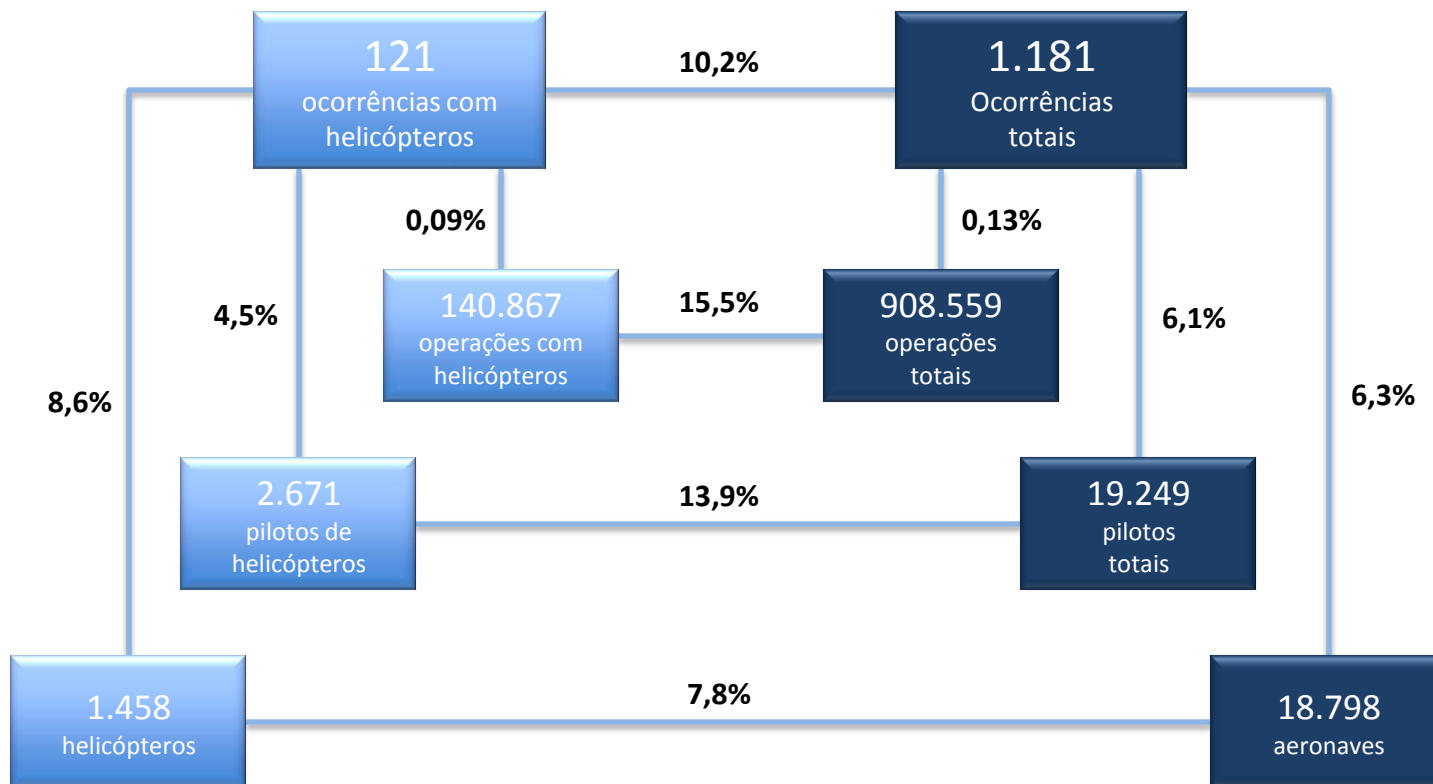 121
ocorrências com
helicópteros
10,2%
1.181
Ocorrências
totais
0,09%
0,13%
4,5%
140.867
operações com
helicópteros
15,5%
908.559
operações
totais
6,1%
8,6%
6,3%
2.671
pilotos de
helicópteros
13,9%
19.249
pilotos
totais
1.458
helicópteros
7,8%
18.798
aeronaves